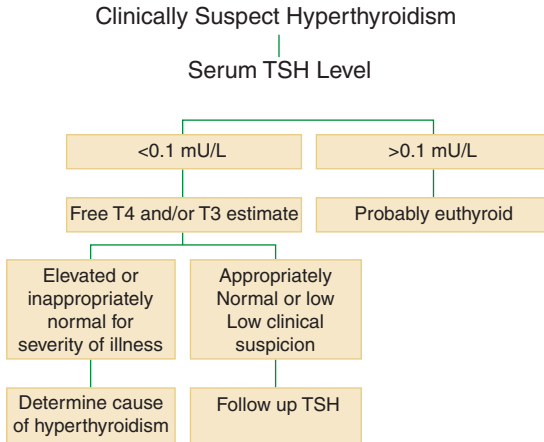 Clinically Suspect Hyperthyroidism
Serum TSH Level
<0.1 mU/L
>0.1 mU/L
Free T4 and/or T3 estimate
Probably euthyroid
Elevated or
inappropriately
normal for
severity of illness
Appropriately
Normal or low
Low clinical
suspicion
Determine cause
of hyperthyroidism
Follow up TSH